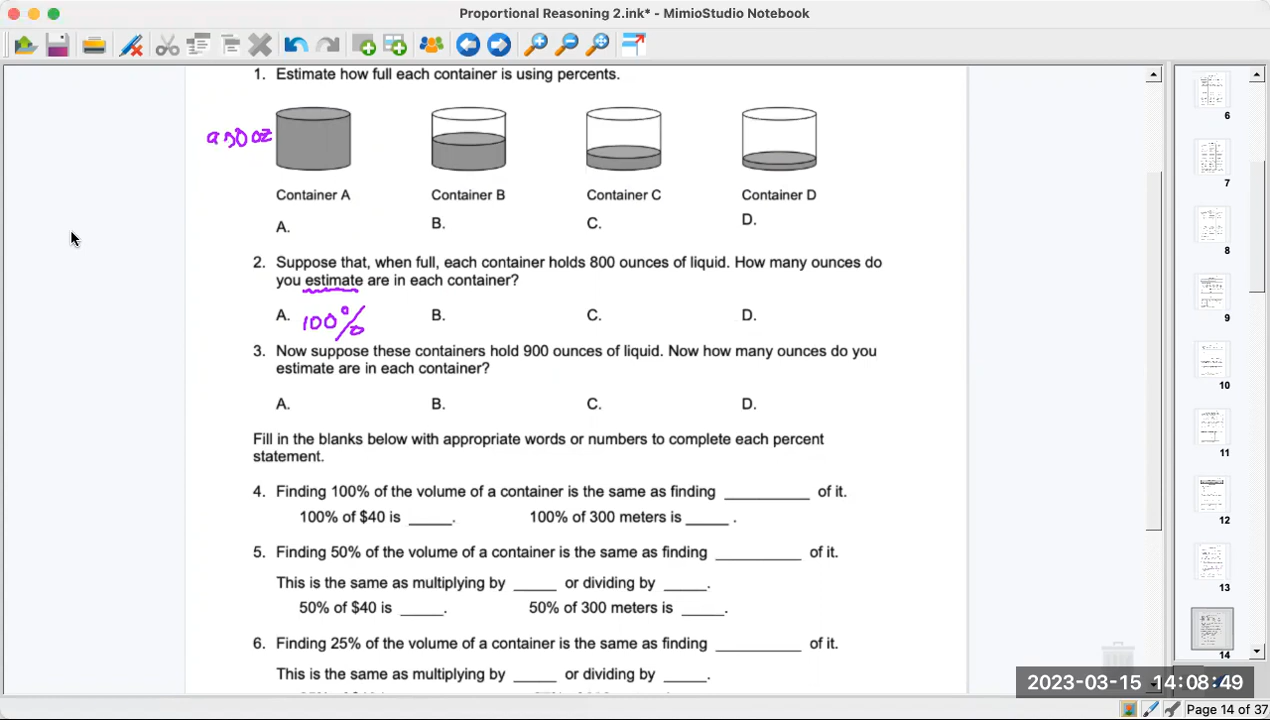 Proportional Reasoning 2.ink* - MimioStudio Notebook
1. Estimate how full each container is using percents.
Container A Container B Container C Container D
A. B. C. D.
2. Suppose that, when full, each container holds 800 ounces of liquid. How many ounces do
you estimate are in each container?
A. 100% B. C. D.
3. Now suppose these containers hold 900 ounces of liquid. Now how many ounces do you
estimate are in each container?
A. B. C. D.
Fill in the blanks below with appropriate words or numbers to complete each percent
statement.
4. Finding 100% of the volume of a container is the same as finding __________ of it.
100% of $40 is _____. 100% of 300 meters is _____ .
5. Finding 50% of the volume of a container is the same as finding __________ of it.
This is the same as multiplying by _____ or dividing by _____.
50% of $40 is _____. 50% of 300 meters is _____.
6. Finding 25% of the volume of a container is the same as finding __________ of it.
This is the same as multiplying by _____ or dividing by _____.
6
7
8
9
10
11
12
13
14
2023-03-15 14:08:49
Page 14 of 37